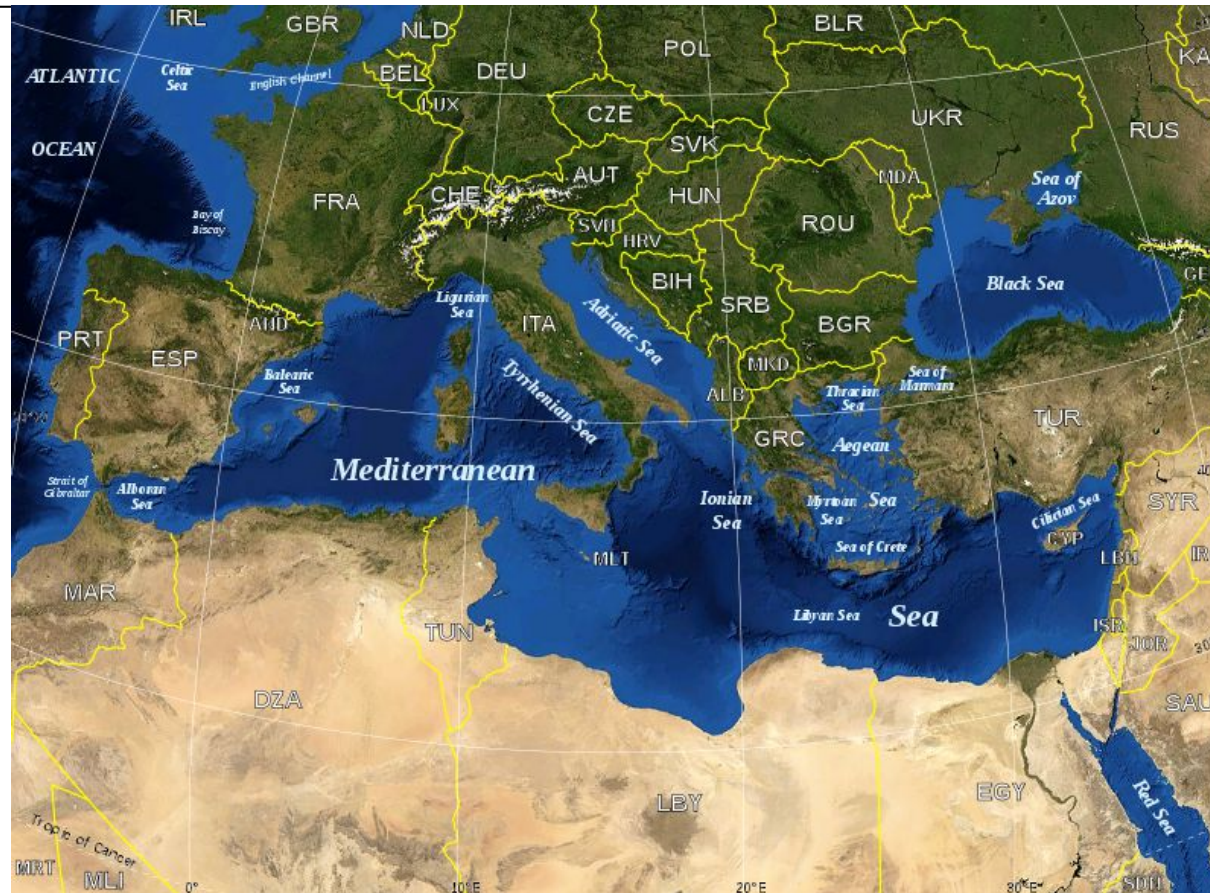 IRL
GBR
NLD
POL
BLR
KA
ATLANTIC
Celtic
Sea
English Channel
BEL
DEU
LUX
CZE
UKR
RUS
OCEAN
SVK
AUT
MDA
Sea of
Azov
FRA
CHE
HUN
Bay of
Biscay
SVN
HRV
ROU
GE
BIH
SRB
Black Sea
Ligurian
Sea
ITA
Adriatic Sea
BGR
PRT
AND
ESP
MKD
Balearic
Sea
Tyrrhenian Sea
ALB
Thracian
Sea
Sea of
Marmara
TUR
GRC
Aegean
Sea
Mediterranean
Strait of
Gibraltar
Alboran
Sea
Ionian
Sea
Myrtoan
Sea
Cilician Sea
SYR
Sea of Crete
CYP
LBN
IR
MLT
MAR
Libyan Sea
Sea
TUN
ISR
JOR
DZA
SAU
LBY
EGY
Red Sea
Tropic of Cancer
MRT
MLI
0°
10°E
20°E
30°E
SDN